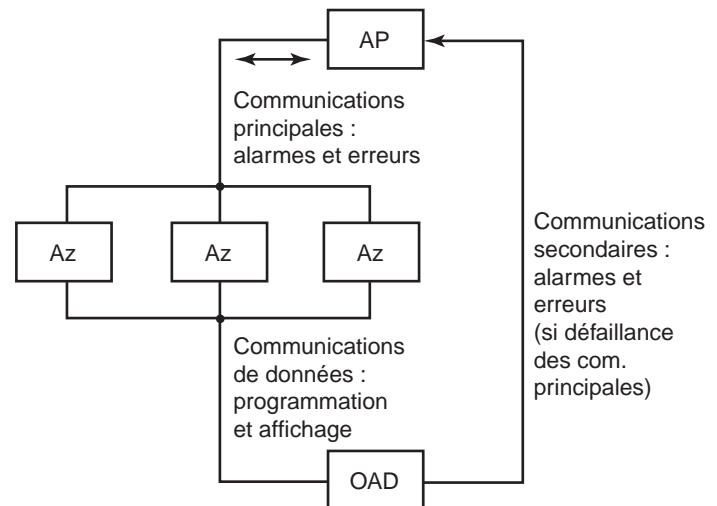 AP
Communications
principales :
alarmes et erreurs
Az
Az
Az
Communications
secondaires :
alarmes et
erreurs
(si défaillance
des com.
principales)
Communications
de données :
programmation
et affichage
OAD